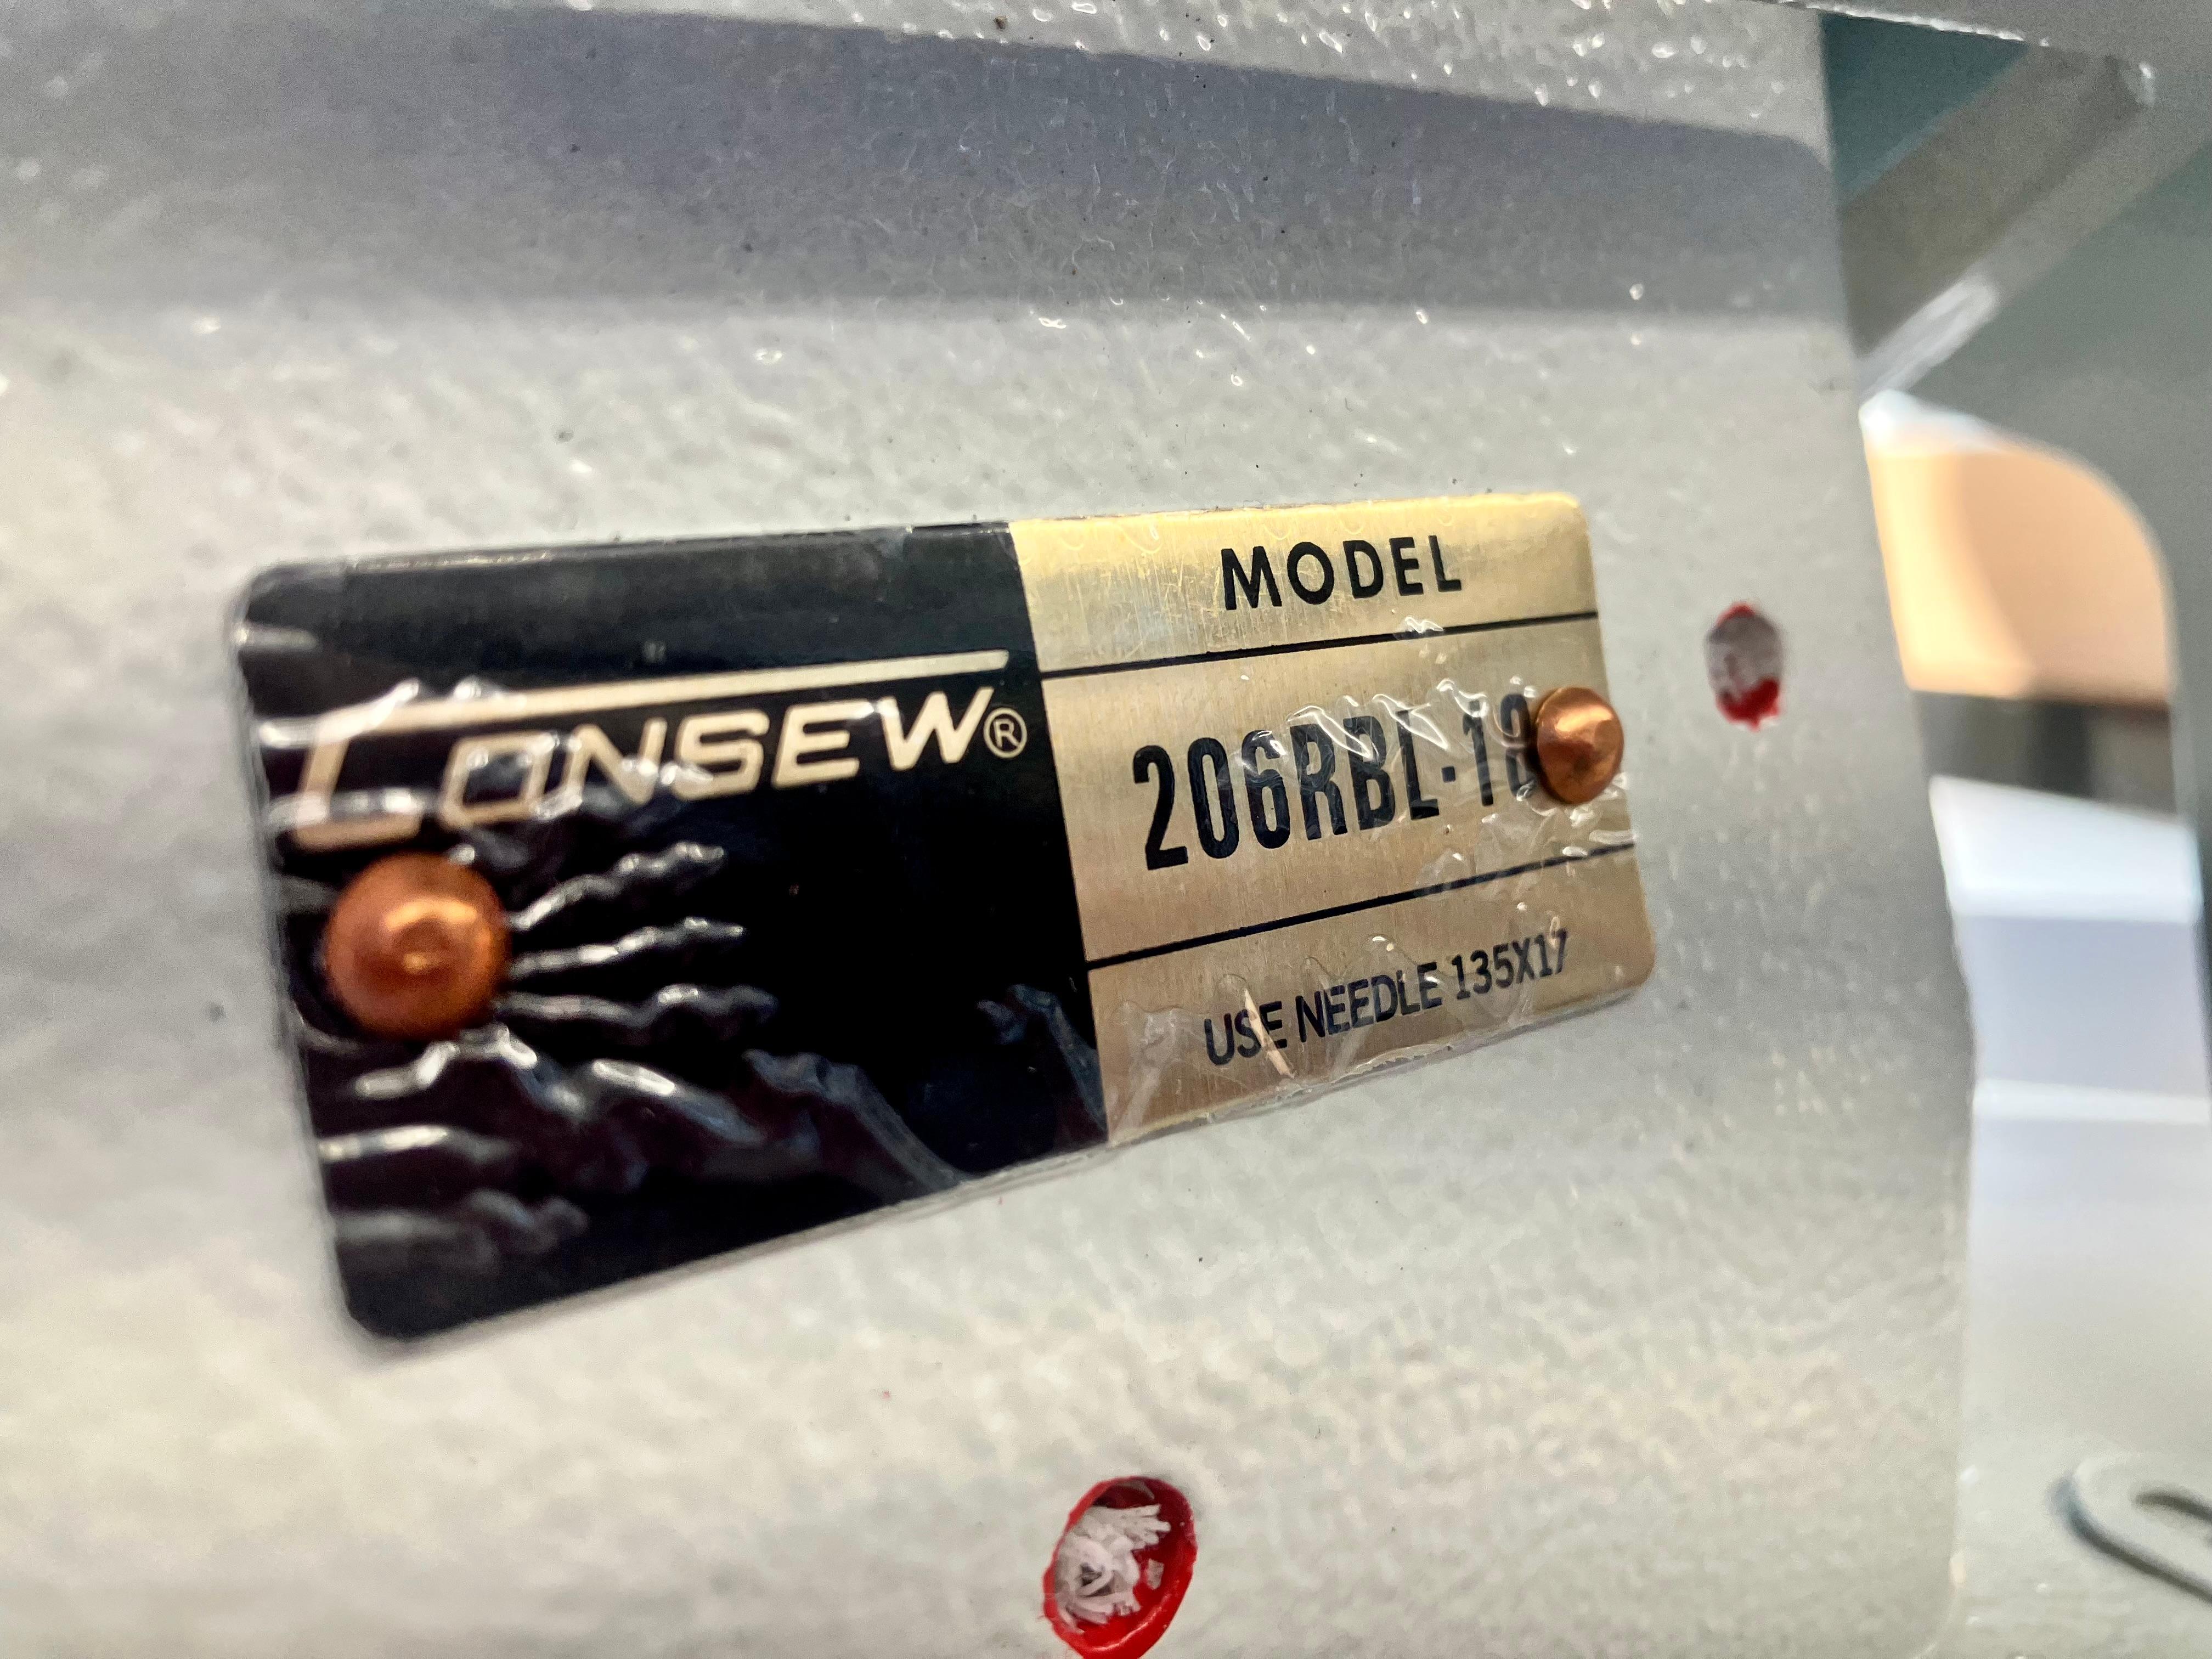 CONSEW®
MODEL
206RBL-18
USE NEEDLE 135X17